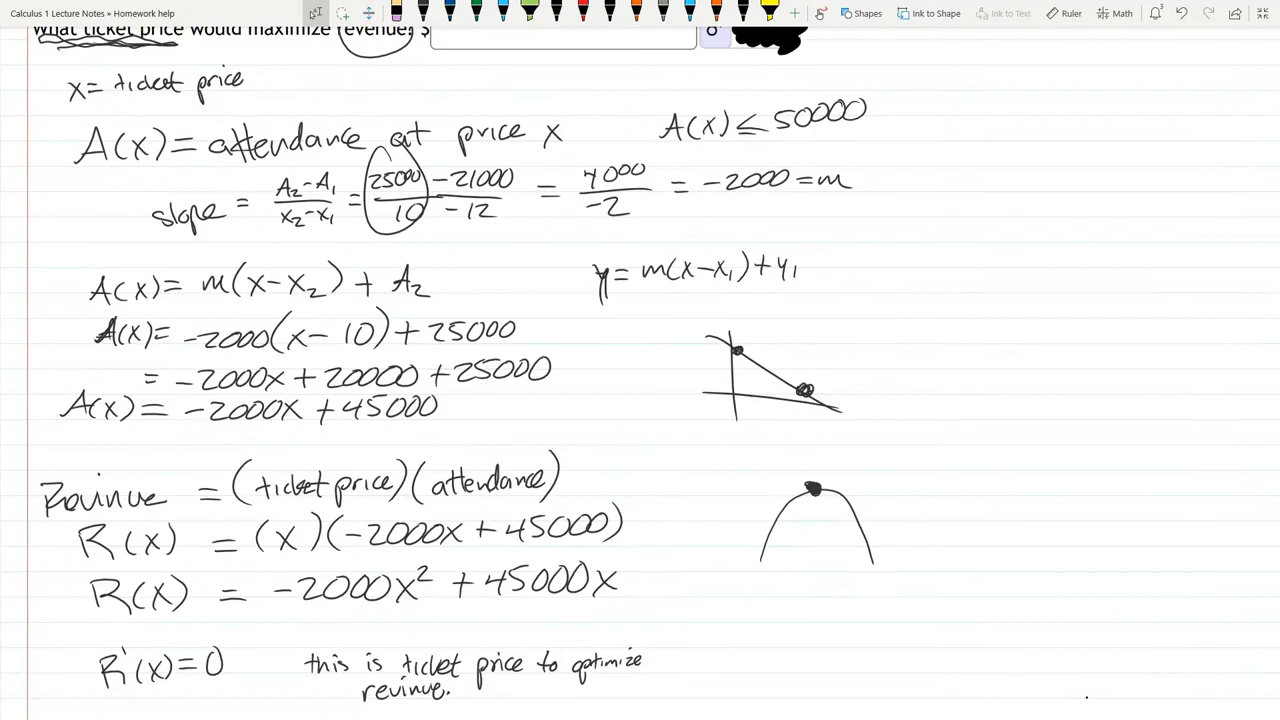 Calculus 1 Lecture Notes » Homework help
Shapes Ink to Shape Ink to Text Ruler Math
What ticket price would maximize revenue? $
x = ticket price
A(x) = attendance at price x A(x) ≤ 50000
slope = A₂-A₁/x₂-x₁ = 25000-21000/10-12 = 4000/-2 = -2000 = m
A(x) = m(x-x₂) + A₂ y = m(x-x₁)+y₁
A(x) = -2000(x-10)+25000
= -2000x + 20000 + 25000
A(x) = -2000x + 45000
Revinue = (ticket price)(attendance)
R(x) = (x)(-2000x + 45000)
R(x) = -2000x² + 45000x
R'(x)=0 this is ticket price to optimize
revinue.